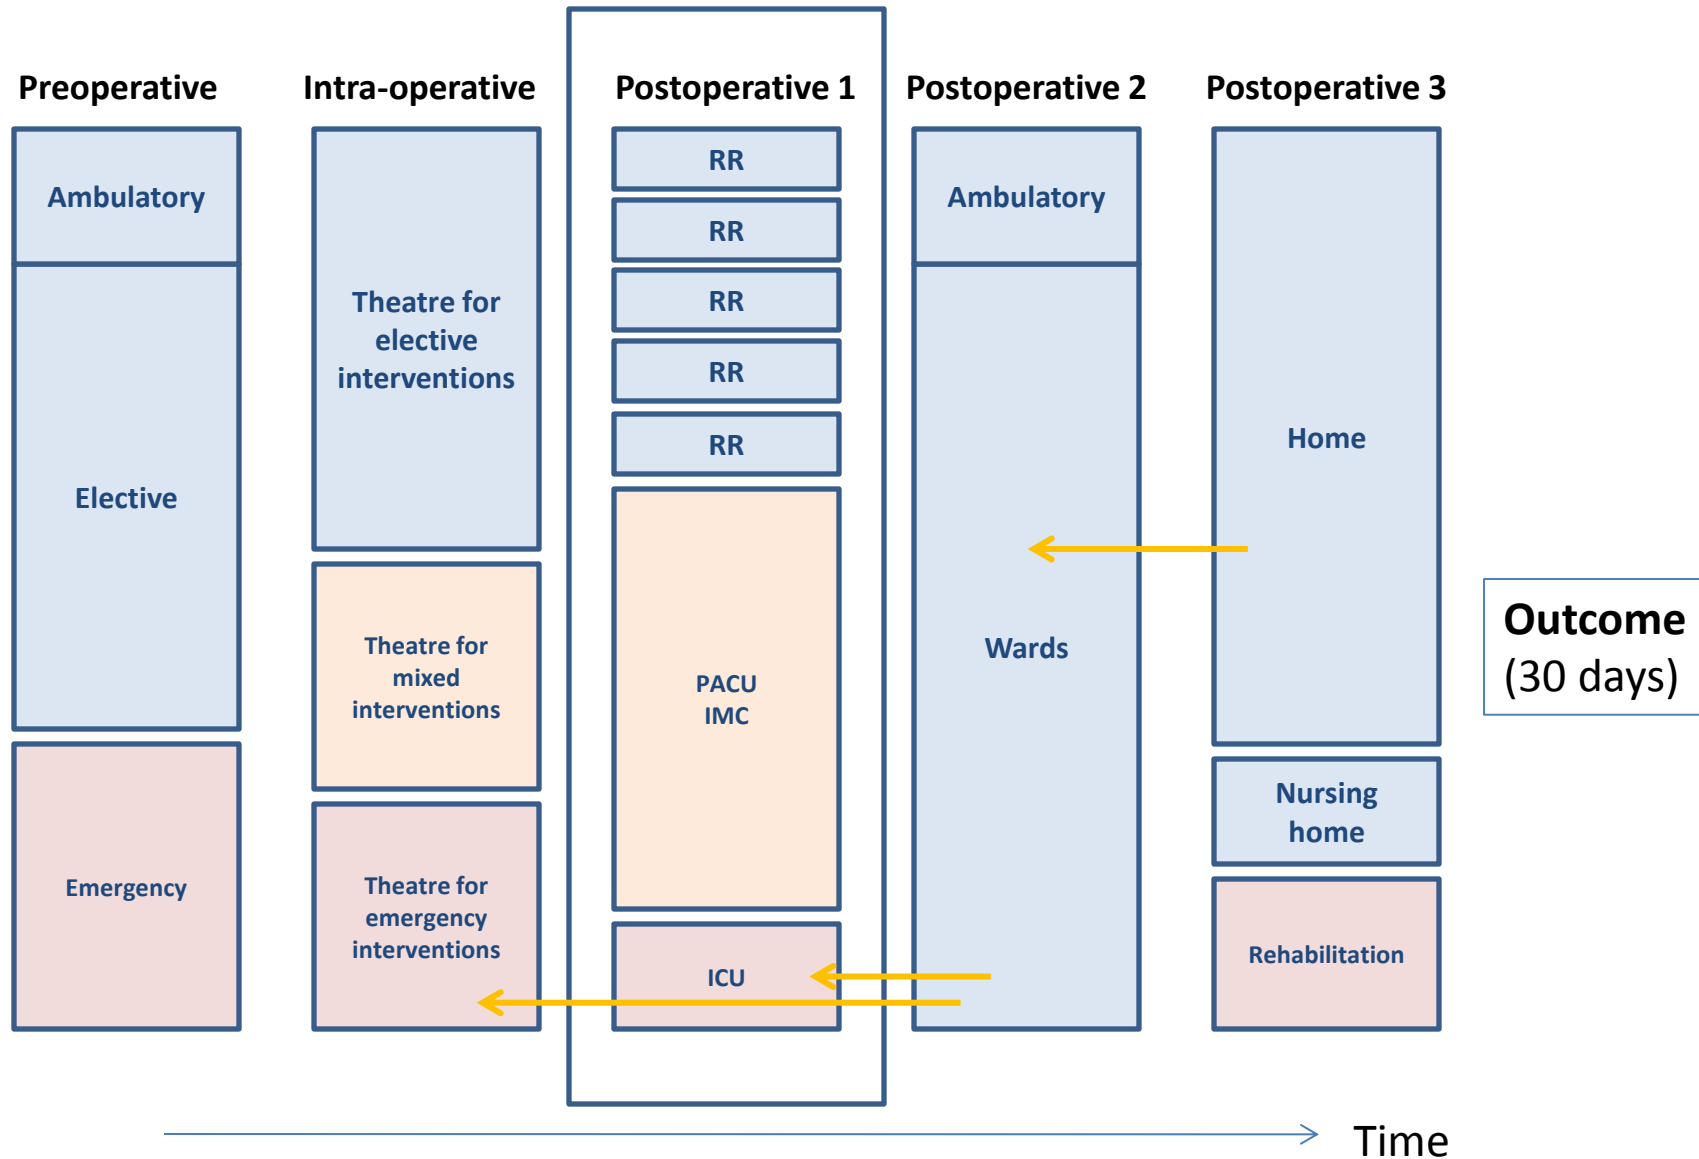 Preoperative
Ambulatory
Elective
Emergency
Intra-operative
Theatre for
elective
interventions
Theatre for
mixed
interventions
Theatre for
emergency
interventions
Postoperative 1
RR
RR
RR
RR
RR
PACU
IMC
ICU
Postoperative 2
Ambulatory
Wards
Postoperative 3
Home
Nursing
home
Rehabilitation
Outcome
(30 days)
Time